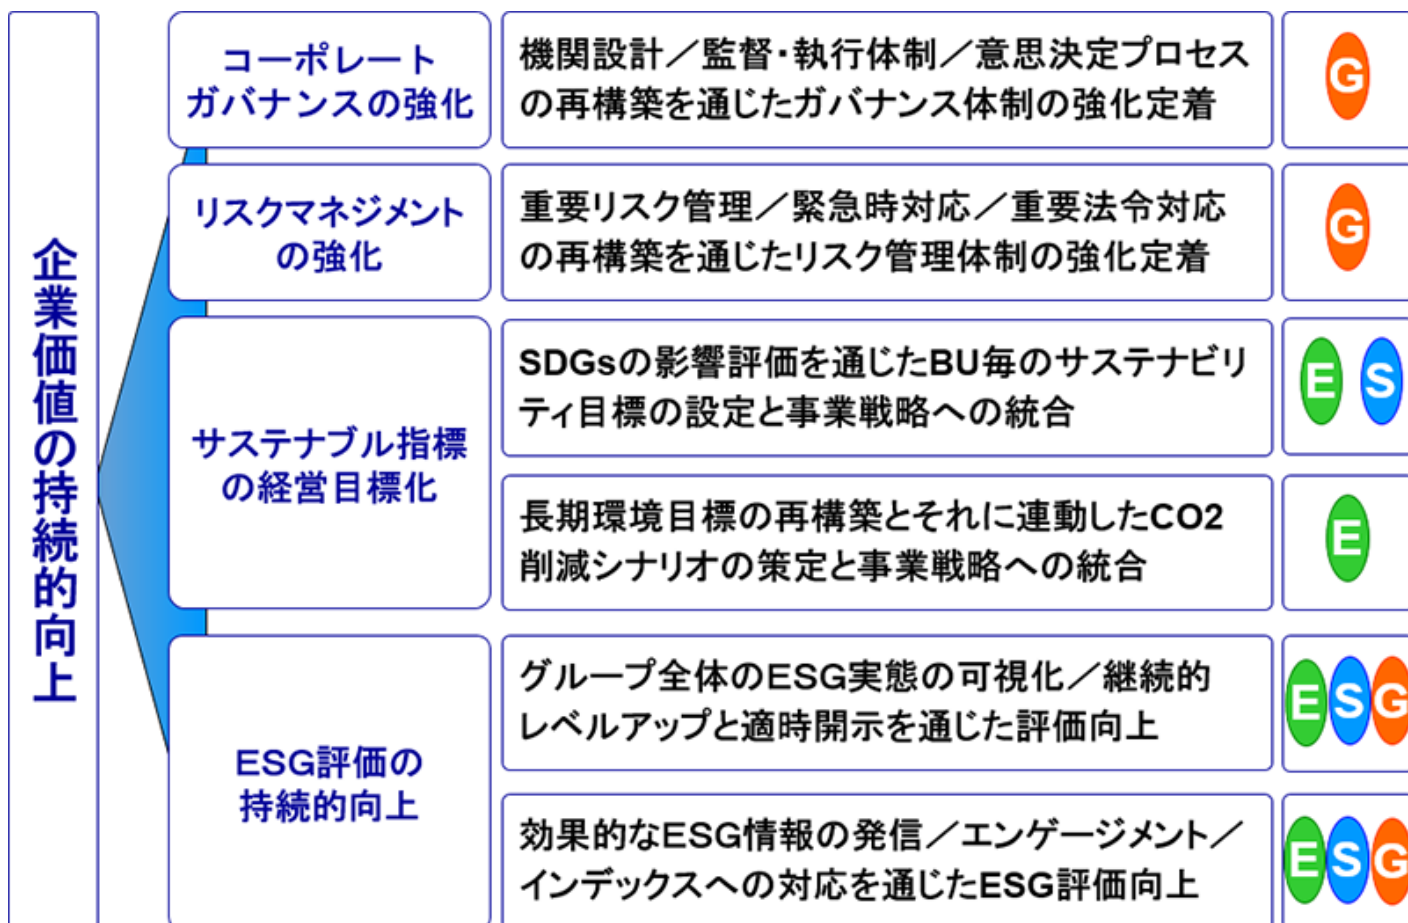 企業価値の持続的向上
コーポレート
ガバナンスの強化
機関設計／監督・執行体制／意思決定プロセス
の再構築を通じたガバナンス体制の強化定着
G
リスクマネジメント
の強化
重要リスク管理／緊急時対応／重要法令対応
の再構築を通じたリスク管理体制の強化定着
G
サステナブル指標
の経営目標化
SDGsの影響評価を通じたBU毎のサステナビリ
ティ目標の設定と事業戦略への統合
E S
長期環境目標の再構築とそれに連動したCO2
削減シナリオの策定と事業戦略への統合
E
ESG評価の
持続的向上
グループ全体のESG実態の可視化／継続的
レベルアップと適時開示を通じた評価向上
ESG
効果的なESG情報の発信／エンゲージメント／
インデックスへの対応を通じたESG評価向上
ESG